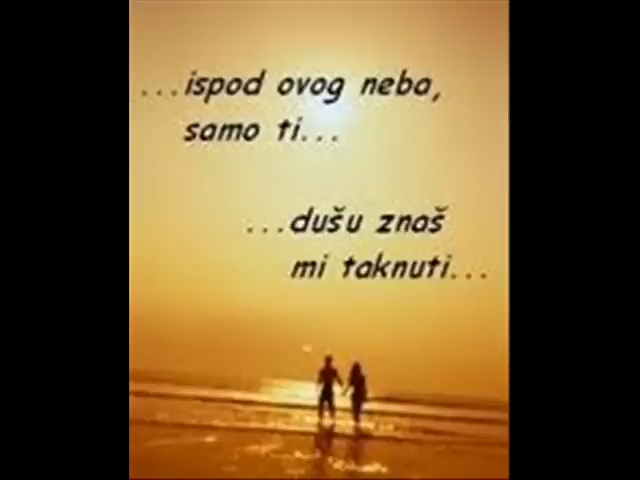 ...ispod ovog neba,
samo ti...
...dušu znaš
mi taknuti...